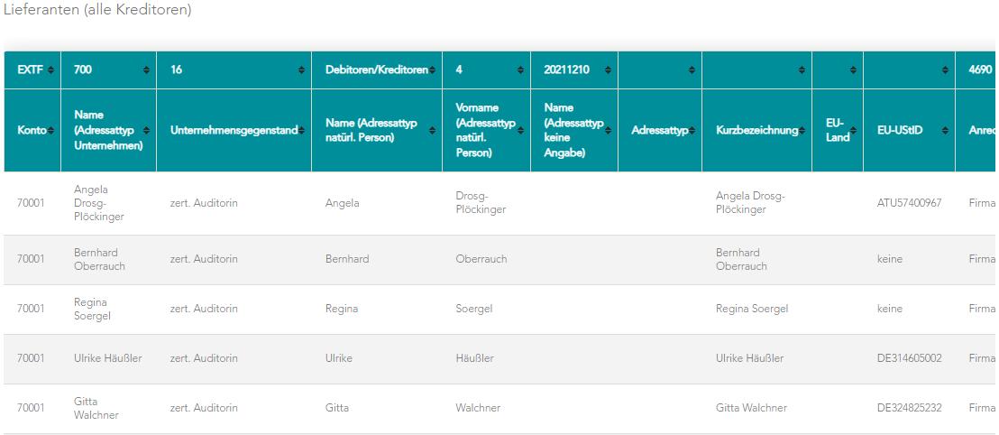 Lieferanten (alle Kreditoren)
EXTF 700 16 Debitoren/Kreditoren 4 20211210 4690
Konto Name (Adressattyp Unternehmen) Unternehmensgegenstand Name (Adressattyp natürl. Person) Vorname (Adressattyp natürl. Person) Name (Adressattyp keine Angabe) Adressattyp Kurzbezeichnung EU-Land EU-UStID Anred
70001 Angela Drosg-Plöckinger zert. Auditorin Angela Drosg-Plöckinger Angela Drosg-Plöckinger ATU57400967 Firma
70001 Bernhard Oberrauch zert. Auditorin Bernhard Oberrauch Bernhard Oberrauch keine Firma
70001 Regina Soergel zert. Auditorin Regina Soergel Regina Soergel keine Firma
70001 Ulrike Häußler zert. Auditorin Ulrike Häußler Ulrike Häußler DE314605002 Firma
70001 Gitta Walchner zert. Auditorin Gitta Walchner Gitta Walchner DE324825232 Firma